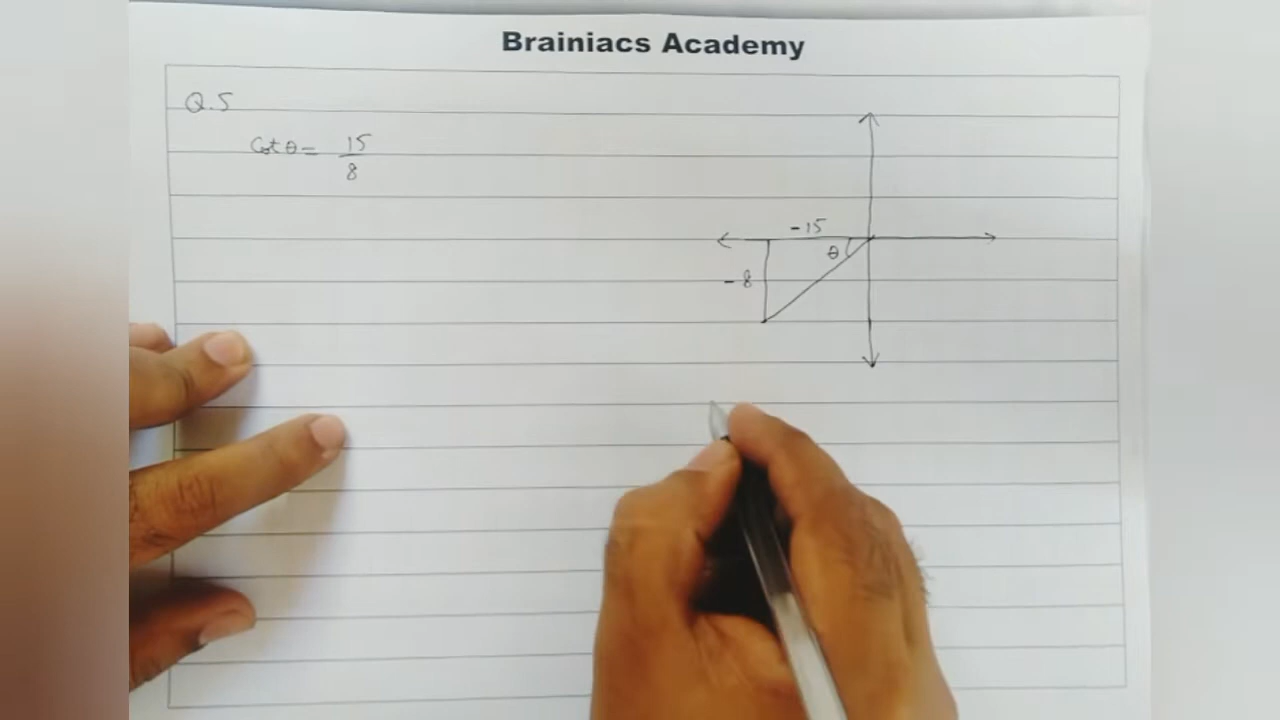 Brainiacs Academy
Q.5
Cot θ = 15/8
-15
θ
-8